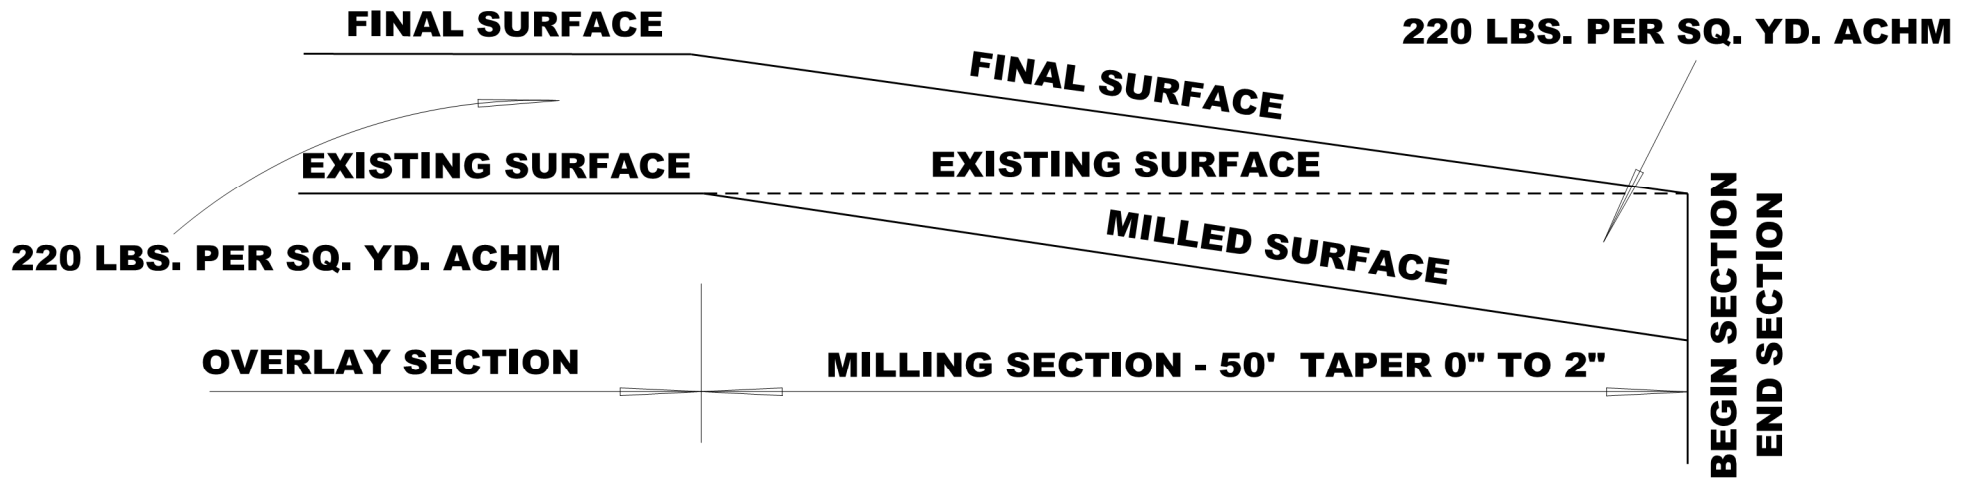 FINAL SURFACE
220 LBS. PER SQ. YD. ACHM
FINAL SURFACE
EXISTING SURFACE
EXISTING SURFACE
MILLED SURFACE
220 LBS. PER SQ. YD. ACHM
OVERLAY SECTION
MILLING SECTION - 50' TAPER 0" TO 2"
BEGIN SECTION
END SECTION